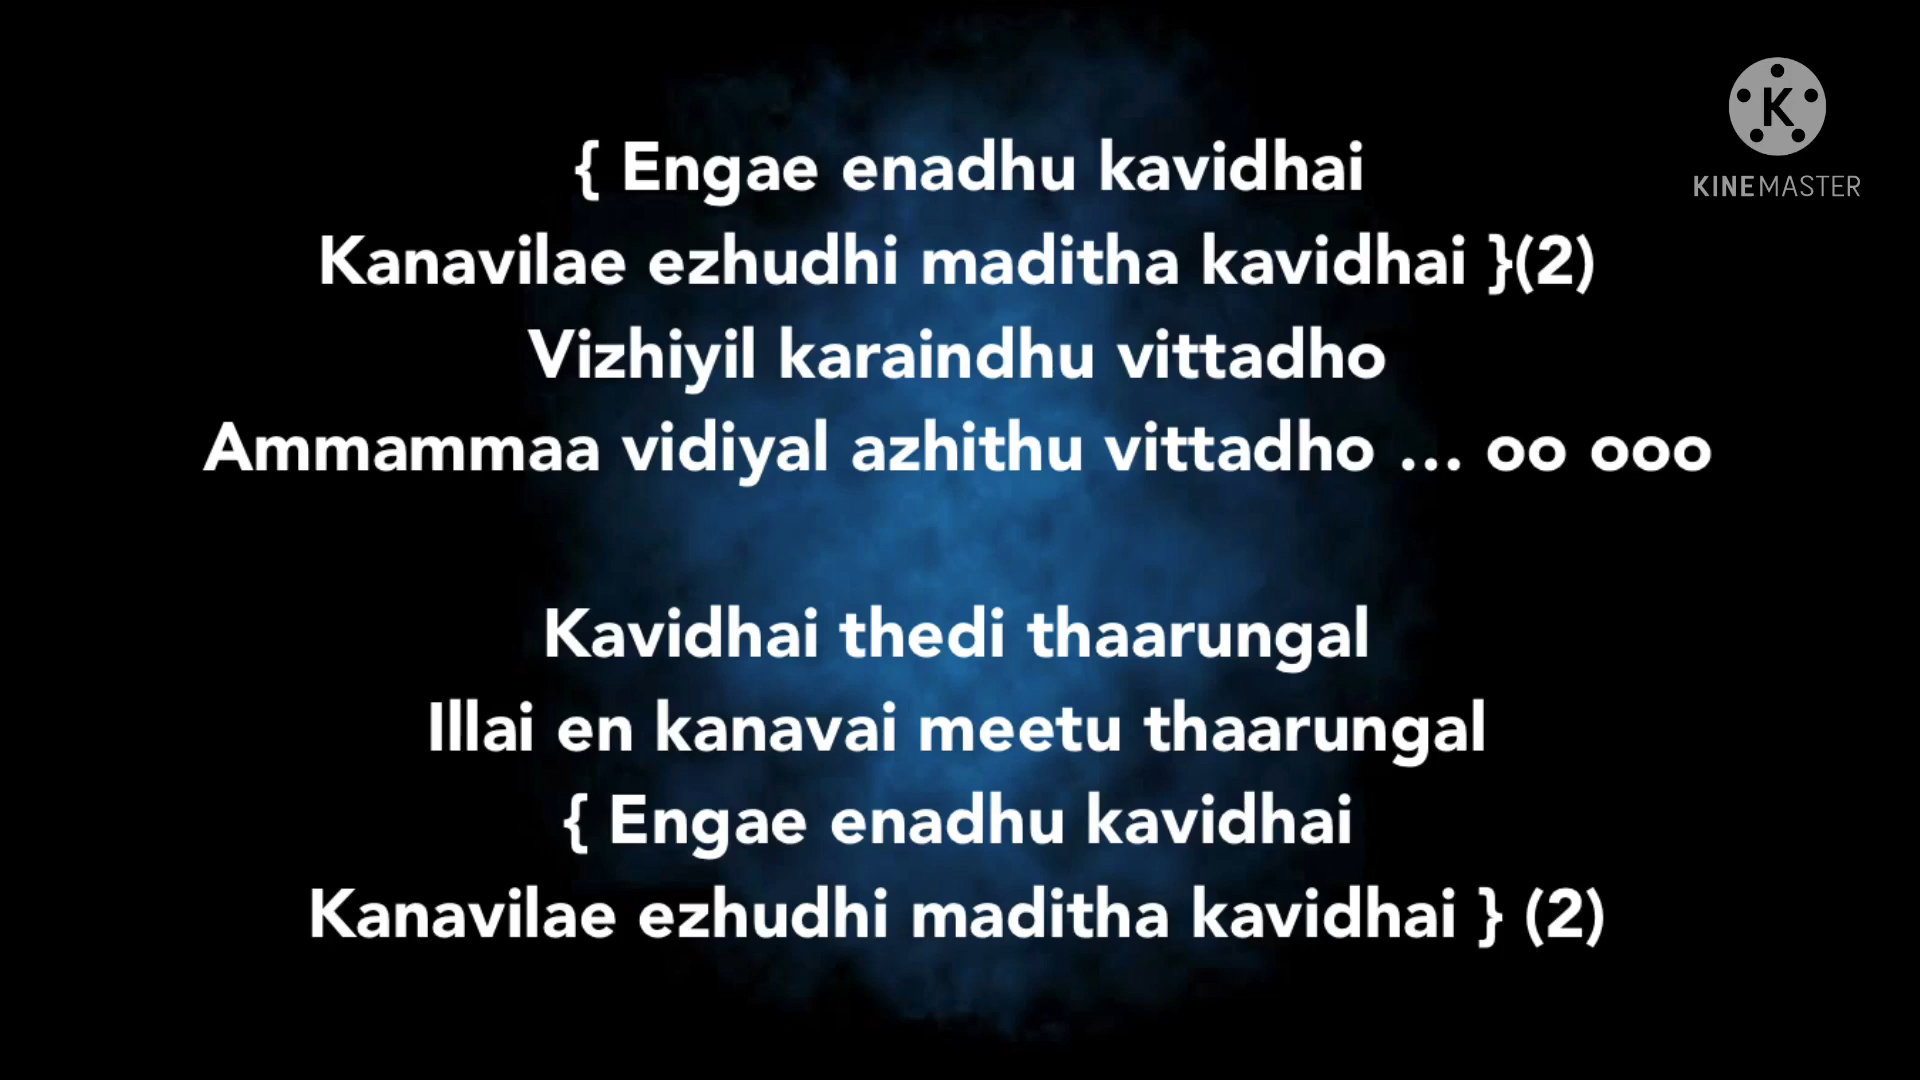 { Engae enadhu kavidhai
Kanavilae ezhudhi maditha kavidhai }(2)
Vizhiyil karaindhu vittadho
Ammammaa vidiyal azhithu vittadho ... oo ooo
Kavidhai thedi thaarungal
Illai en kanavai meetu thaarungal
{ Engae enadhu kavidhai
Kanavilae ezhudhi maditha kavidhai } (2)
K
KINEMASTER